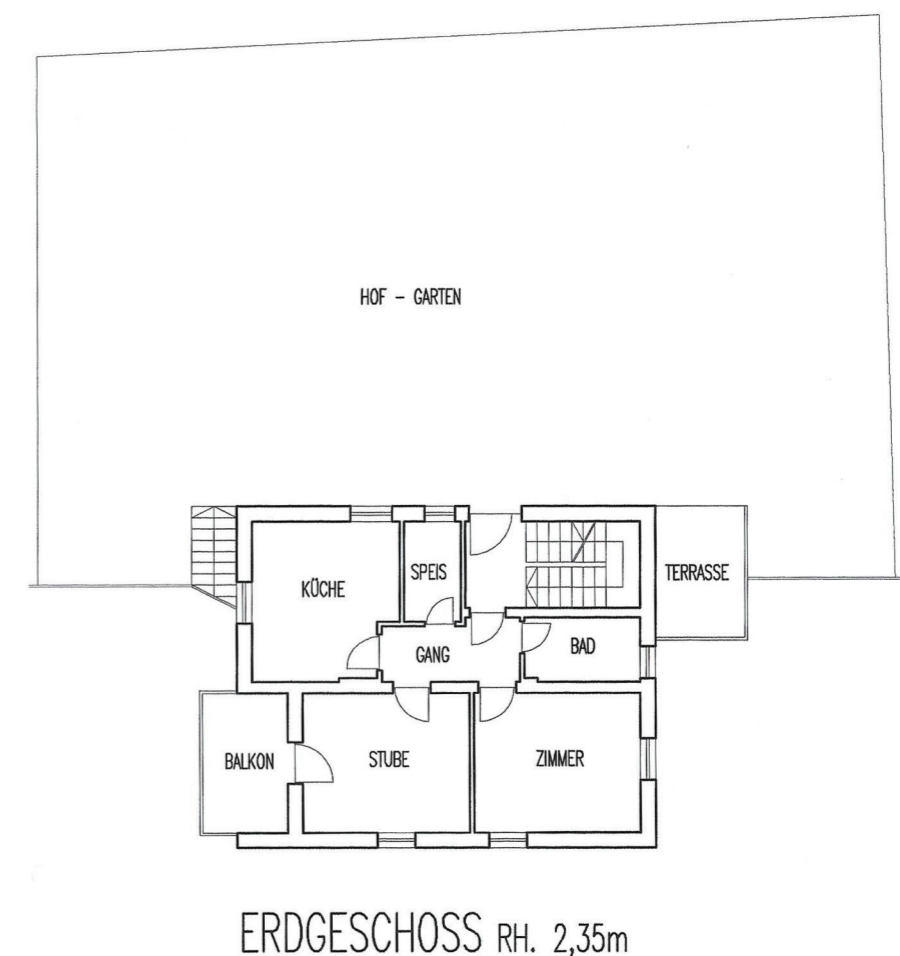 HOF - GARTEN
KÜCHE
SPEIS
TERRASSE
GANG
BAD
BALKON
STUBE
ZIMMER
ERDGESCHOSS RH. 2,35m